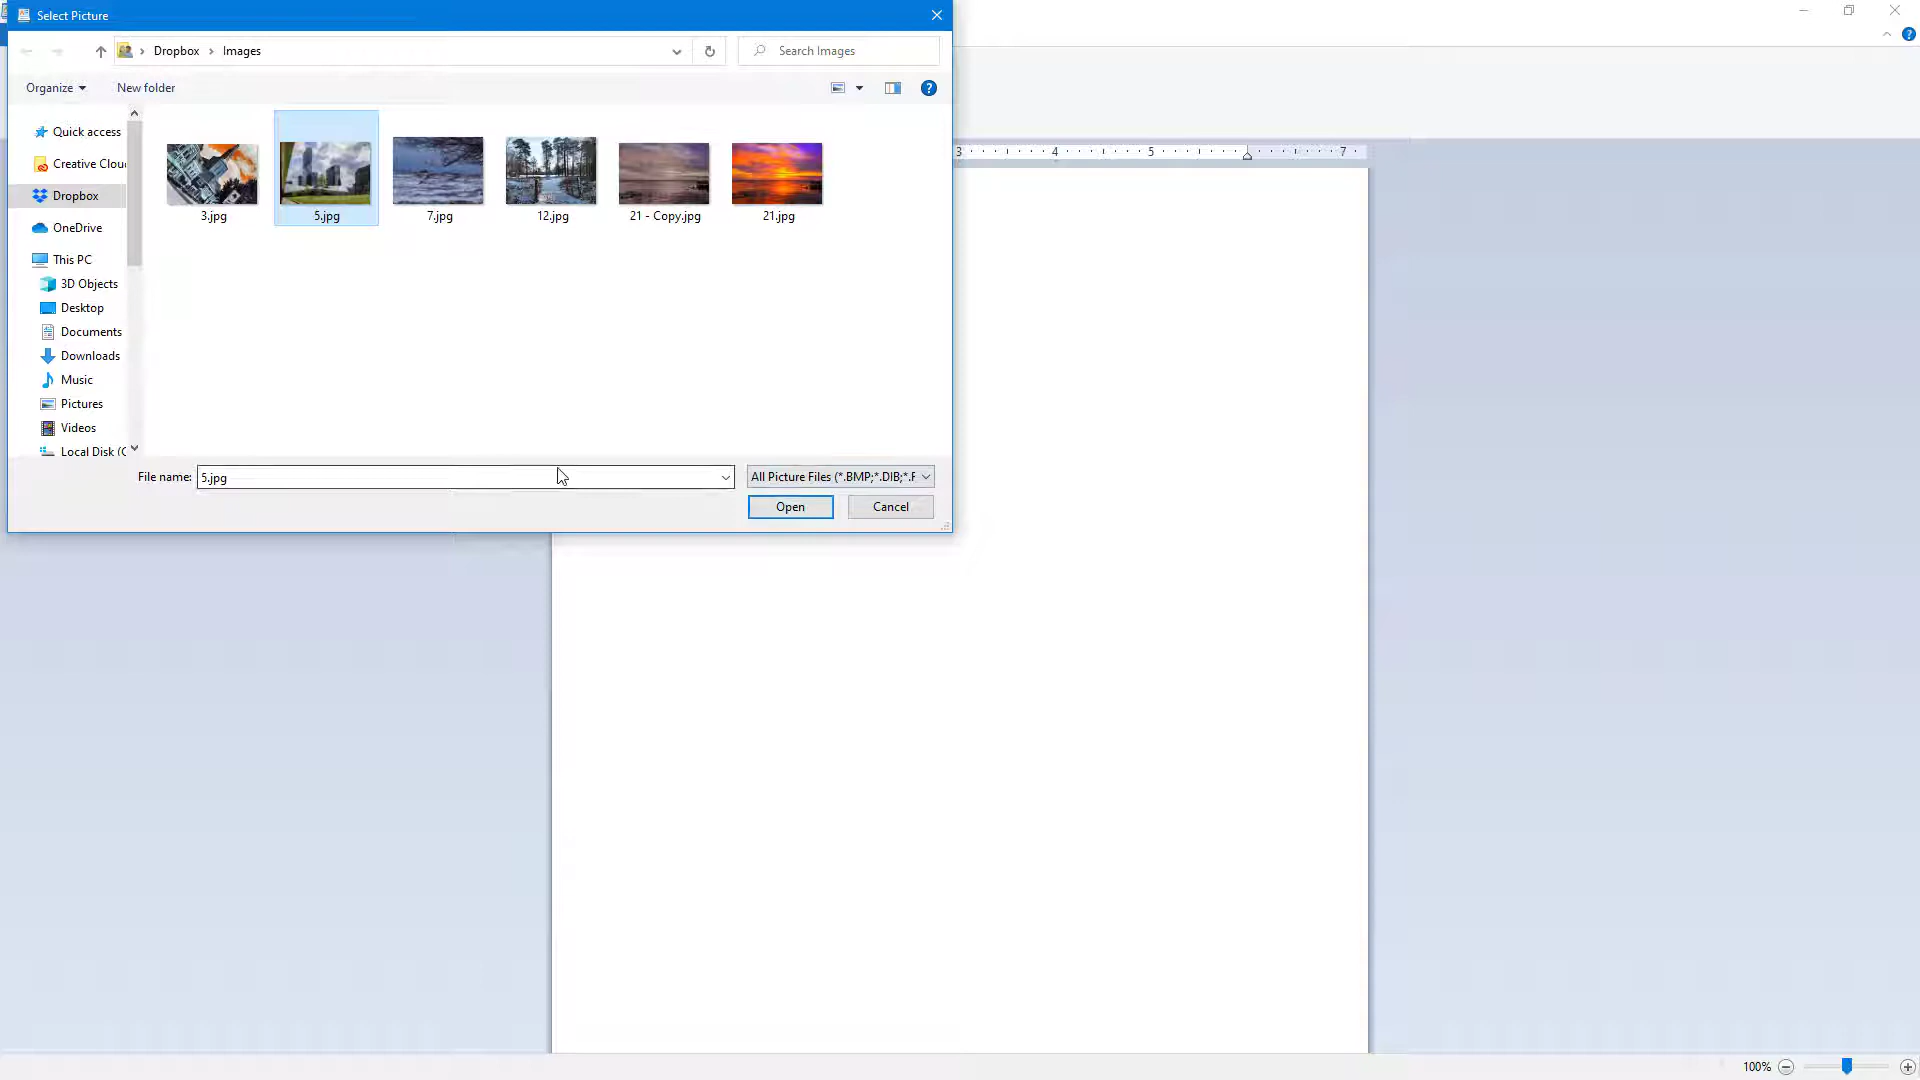 Select Picture
Dropbox Images
Search Images
Organize New folder
Quick access
Creative Clou
Dropbox
OneDrive
This PC
3D Objects
Desktop
Documents
Downloads
Music
Pictures
Videos
Local Disk (C
3.jpg 5.jpg 7.jpg 12.jpg 21 - Copy.jpg 21.jpg
File name: 5.jpg All Picture Files (*.BMP;*.DIB;*.F
Open Cancel
3 4 5 7
100%